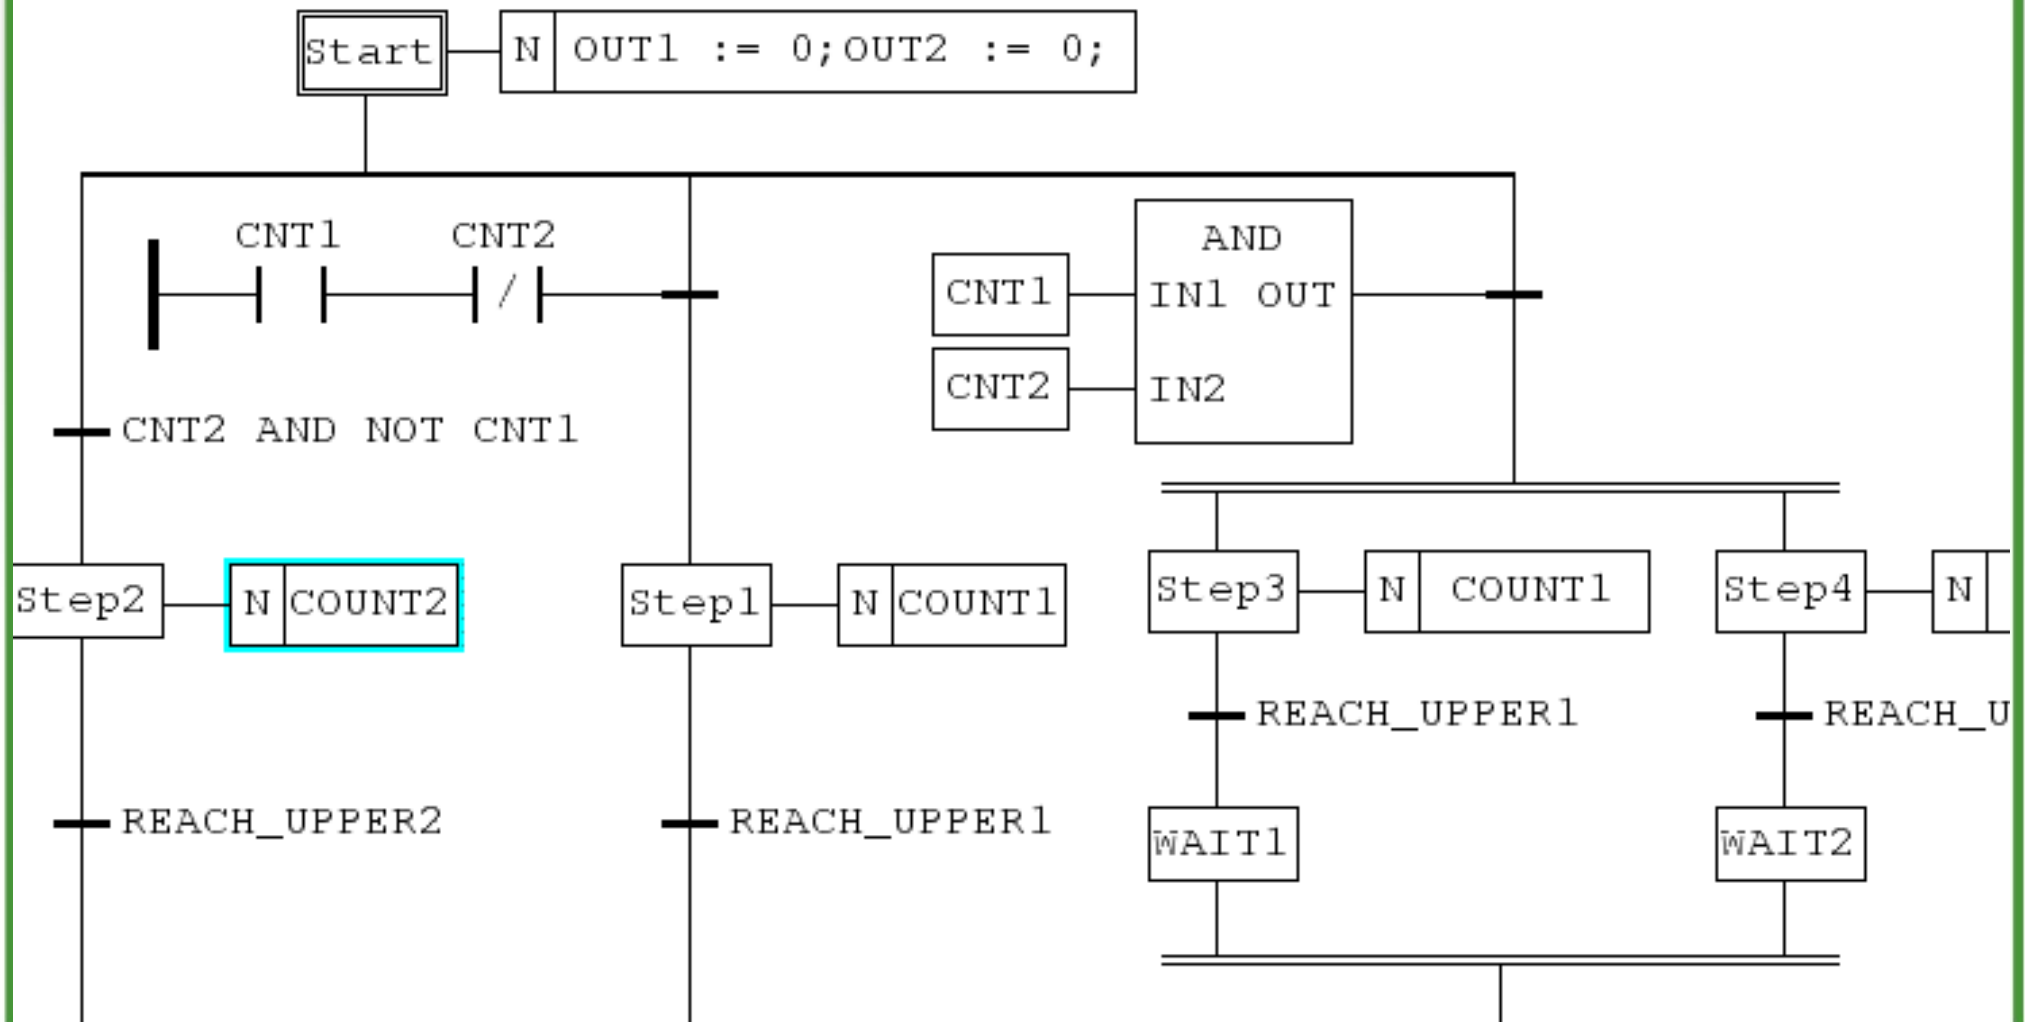 Start
N
OUT1 := 0;OUT2 := 0;
CNT1
CNT2
/
AND
CNT1
IN1 OUT
CNT2
IN2
CNT2 AND NOT CNT1
Step2
N
COUNT2
Step1
N
COUNT1
Step3
N
COUNT1
Step4
N
REACH_UPPER1
REACH_U
REACH_UPPER2
REACH_UPPER1
WAIT1
WAIT2